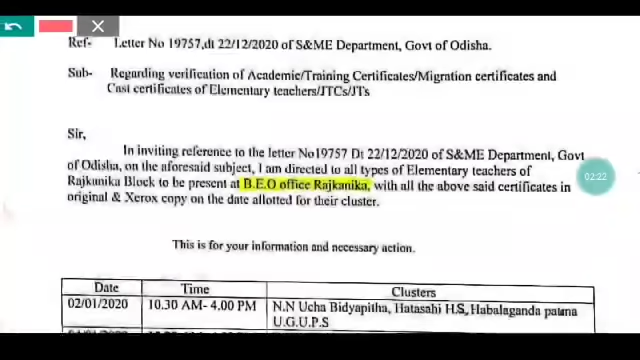 Ref- Letter No 19757,dt 22/12/2020 of S&ME Department, Govt of Odisha.
Sub- Regarding verification of Academic/Training Certificates/Migration certificates and
Cast certificates of Elementary teachers/JTCs/JTs
Sir,
In inviting reference to the letter No19757 Dt 22/12/2020 of S&ME Department, Govt
of Odisha, on the aforesaid subject, I am directed to all types of Elementary teachers of
Rajkanika Block to be present at B.E.O office Rajkanika, with all the above said certificates in
original & Xerox copy on the date allotted for their cluster.
02:22
This is for your information and necessary action.
Date Time Clusters
02/01/2020 10.30 AM- 4.00 PM N.N Ucha Bidyapitha, Hatasahi H.S, Habalaganda patana
U.G.U.P.S